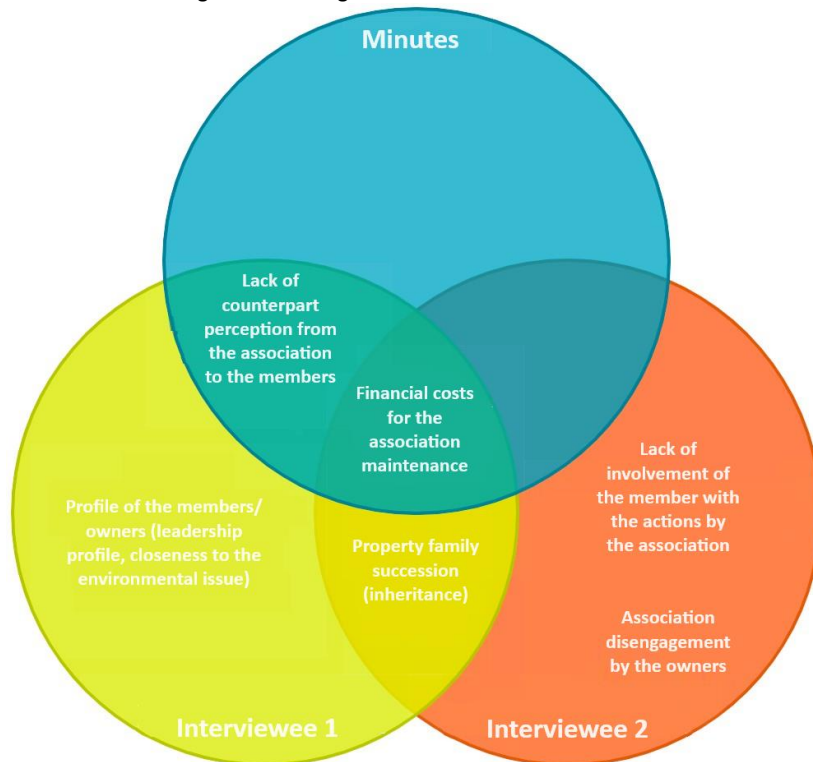 Minutes
Lack of
counterpart
perception from
the association
to the members
Financial costs
for the
association
maintenance
Lack of
involvement of
the member with
the actions by
the association
Profile of the members/
owners (leadership
profile, closeness to the
environmental issue)
Property family
succession
(inheritance)
Association
disengagement
by the owners
Interviewee 1
Interviewee 2